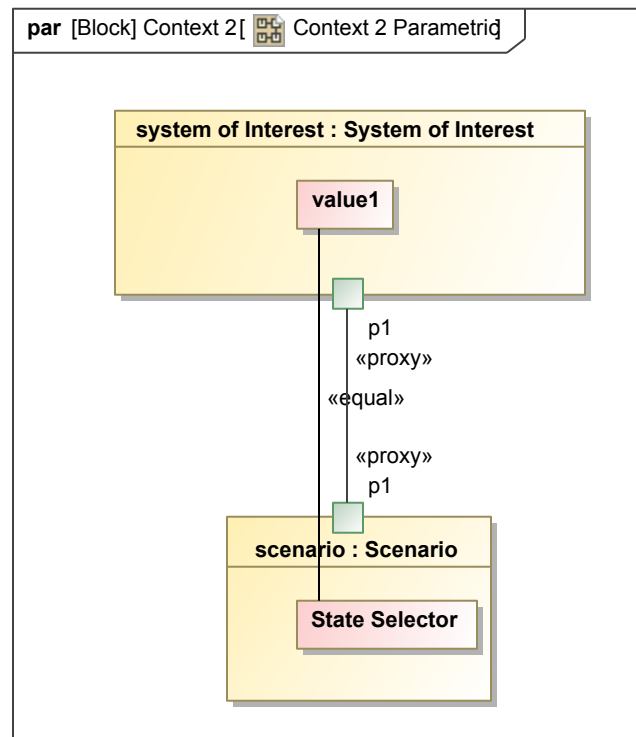 par [Block] Context 2[ Context 2 Parametric]
system of Interest : System of Interest
value1
p1
«proxy»
«equal»
«proxy»
p1
scenario : Scenario
State Selector